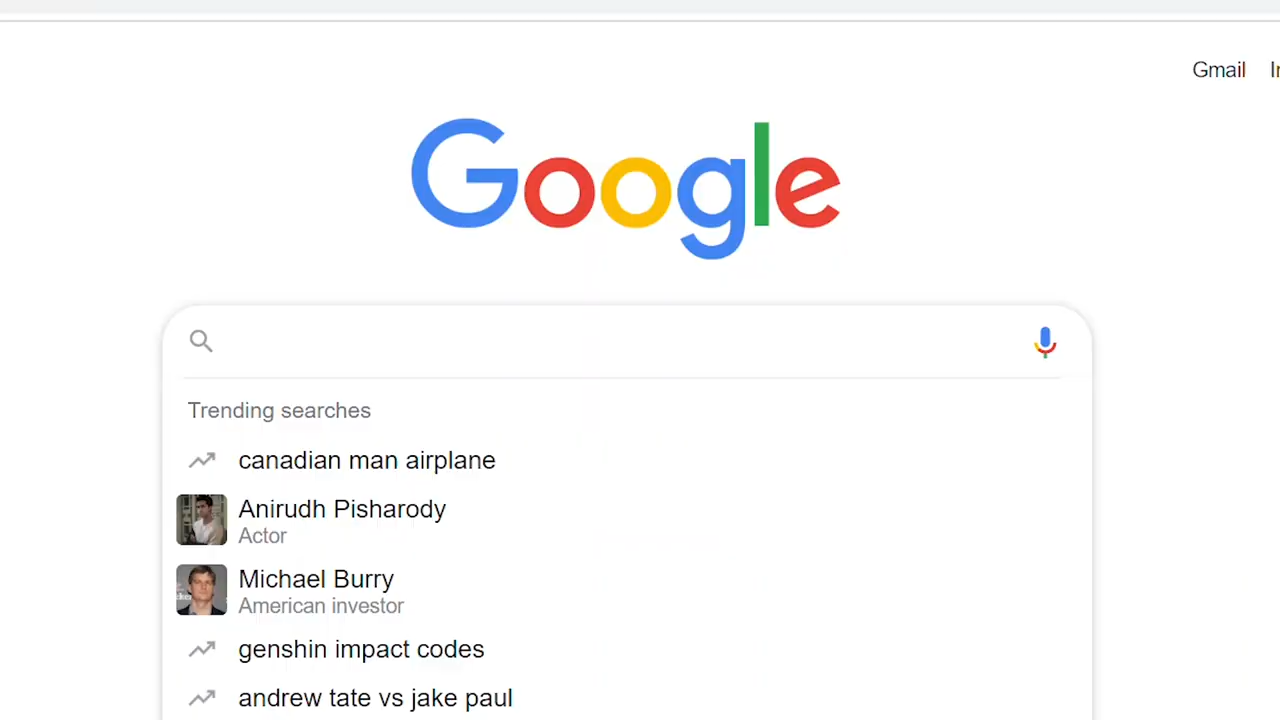 Gmail
Google
Trending searches
canadian man airplane
Anirudh Pisharody
Actor
Michael Burry
American investor
genshin impact codes
andrew tate vs jake paul